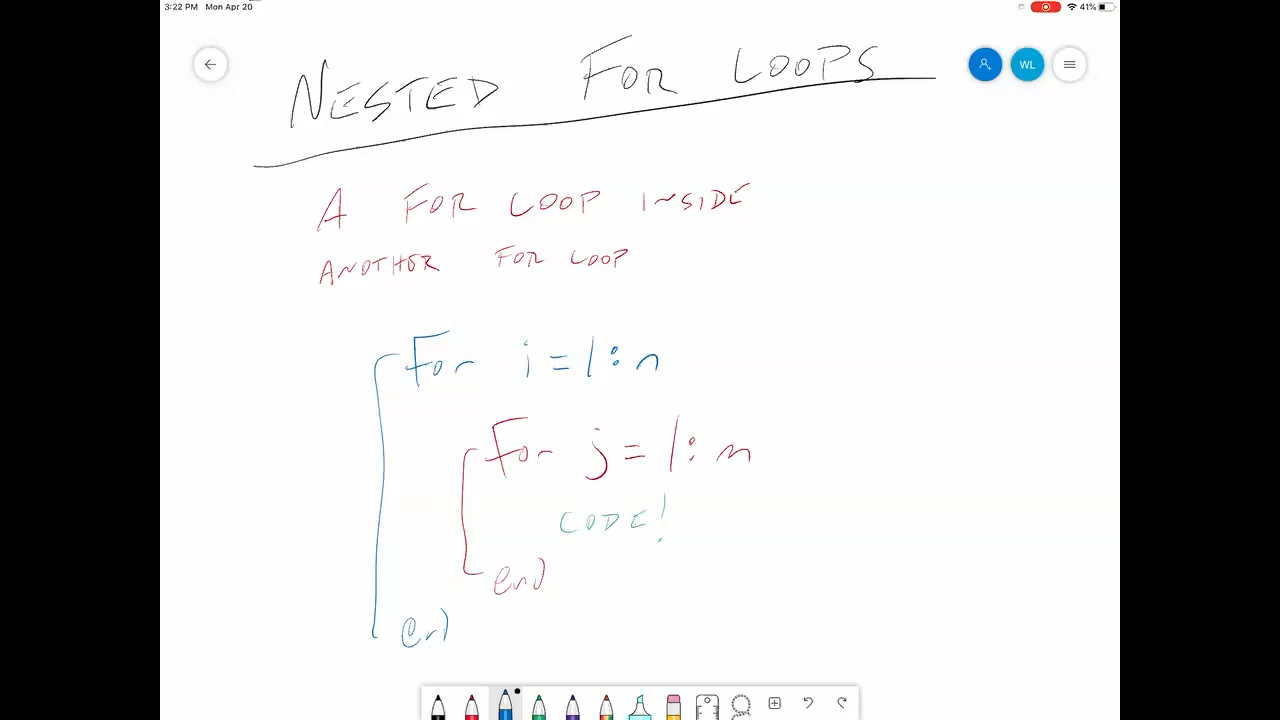 3:22 PM Mon Apr 20
41%
WL
NESTED FOR LOOPS
A FOR LOOP INSIDE
ANOTHER FOR LOOP
For i = 1 : n
For j = 1 : m
CODE!
end
end